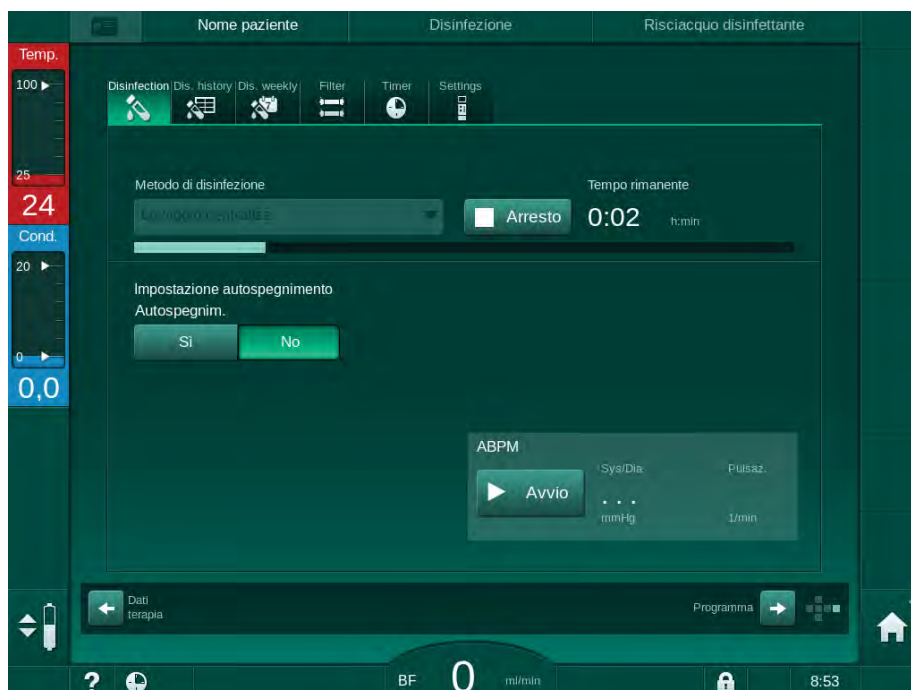 Nome paziente Disinfezione Risciacquo disinfettante
Temp.
100
25
24
Cond.
20
0
0,0
Disinfection Dis. history Dis. weekly Filter Timer Settings
7
Metodo di disinfezione
Tempo rimanente
Arresto
0:02 h:min
Impostazione autospegnimento
Autospegnim.
Sì No
ABPM
Sys/Dia Pulsaz.
Avvio
. . .
mmHg 1/min
Dati
terapia
Programma
? BF 0 ml/min 8:53